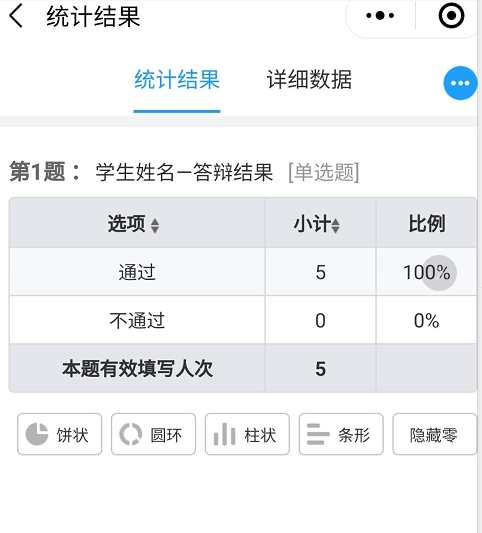 统计结果
统计结果 详细数据
第1题： 学生姓名—答辩结果 [单选题]
选项 小计 比例
通过 5 100%
不通过 0 0%
本题有效填写人次 5
饼状 圆环 柱状 条形 隐藏零